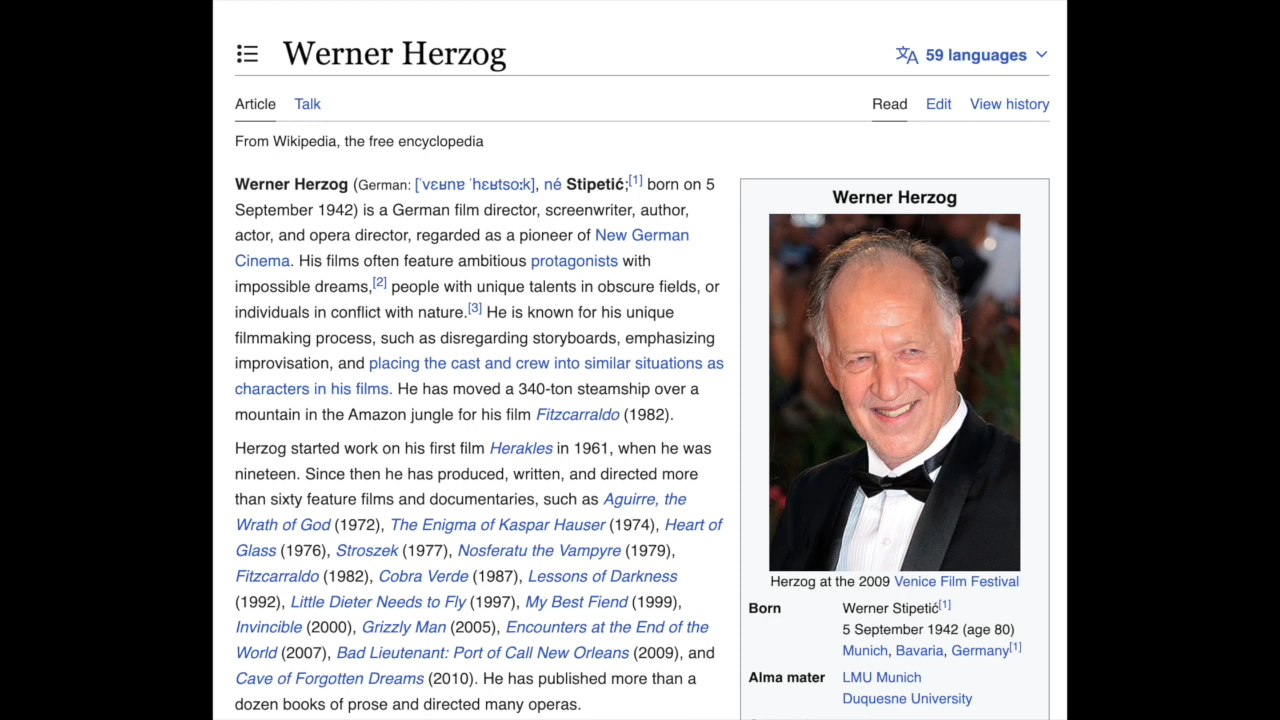 Werner Herzog
59 languages
Article Talk
Read Edit View history
From Wikipedia, the free encyclopedia
Werner Herzog (German: [ˈvɛʁnɐ ˈhɛʁtsoːk], né Stipetić;[1] born on 5
September 1942) is a German film director, screenwriter, author,
actor, and opera director, regarded as a pioneer of New German
Cinema. His films often feature ambitious protagonists with
impossible dreams,[2] people with unique talents in obscure fields, or
individuals in conflict with nature.[3] He is known for his unique
filmmaking process, such as disregarding storyboards, emphasizing
improvisation, and placing the cast and crew into similar situations as
characters in his films. He has moved a 340-ton steamship over a
mountain in the Amazon jungle for his film Fitzcarraldo (1982).
Herzog started work on his first film Herakles in 1961, when he was
nineteen. Since then he has produced, written, and directed more
than sixty feature films and documentaries, such as Aguirre, the
Wrath of God (1972), The Enigma of Kaspar Hauser (1974), Heart of
Glass (1976), Stroszek (1977), Nosferatu the Vampyre (1979),
Fitzcarraldo (1982), Cobra Verde (1987), Lessons of Darkness
(1992), Little Dieter Needs to Fly (1997), My Best Fiend (1999),
Invincible (2000), Grizzly Man (2005), Encounters at the End of the
World (2007), Bad Lieutenant: Port of Call New Orleans (2009), and
Cave of Forgotten Dreams (2010). He has published more than a
dozen books of prose and directed many operas.
Werner Herzog
Herzog at the 2009 Venice Film Festival
Born Werner Stipetić[1]
5 September 1942 (age 80)
Munich, Bavaria, Germany[1]
Alma mater LMU Munich
Duquesne University